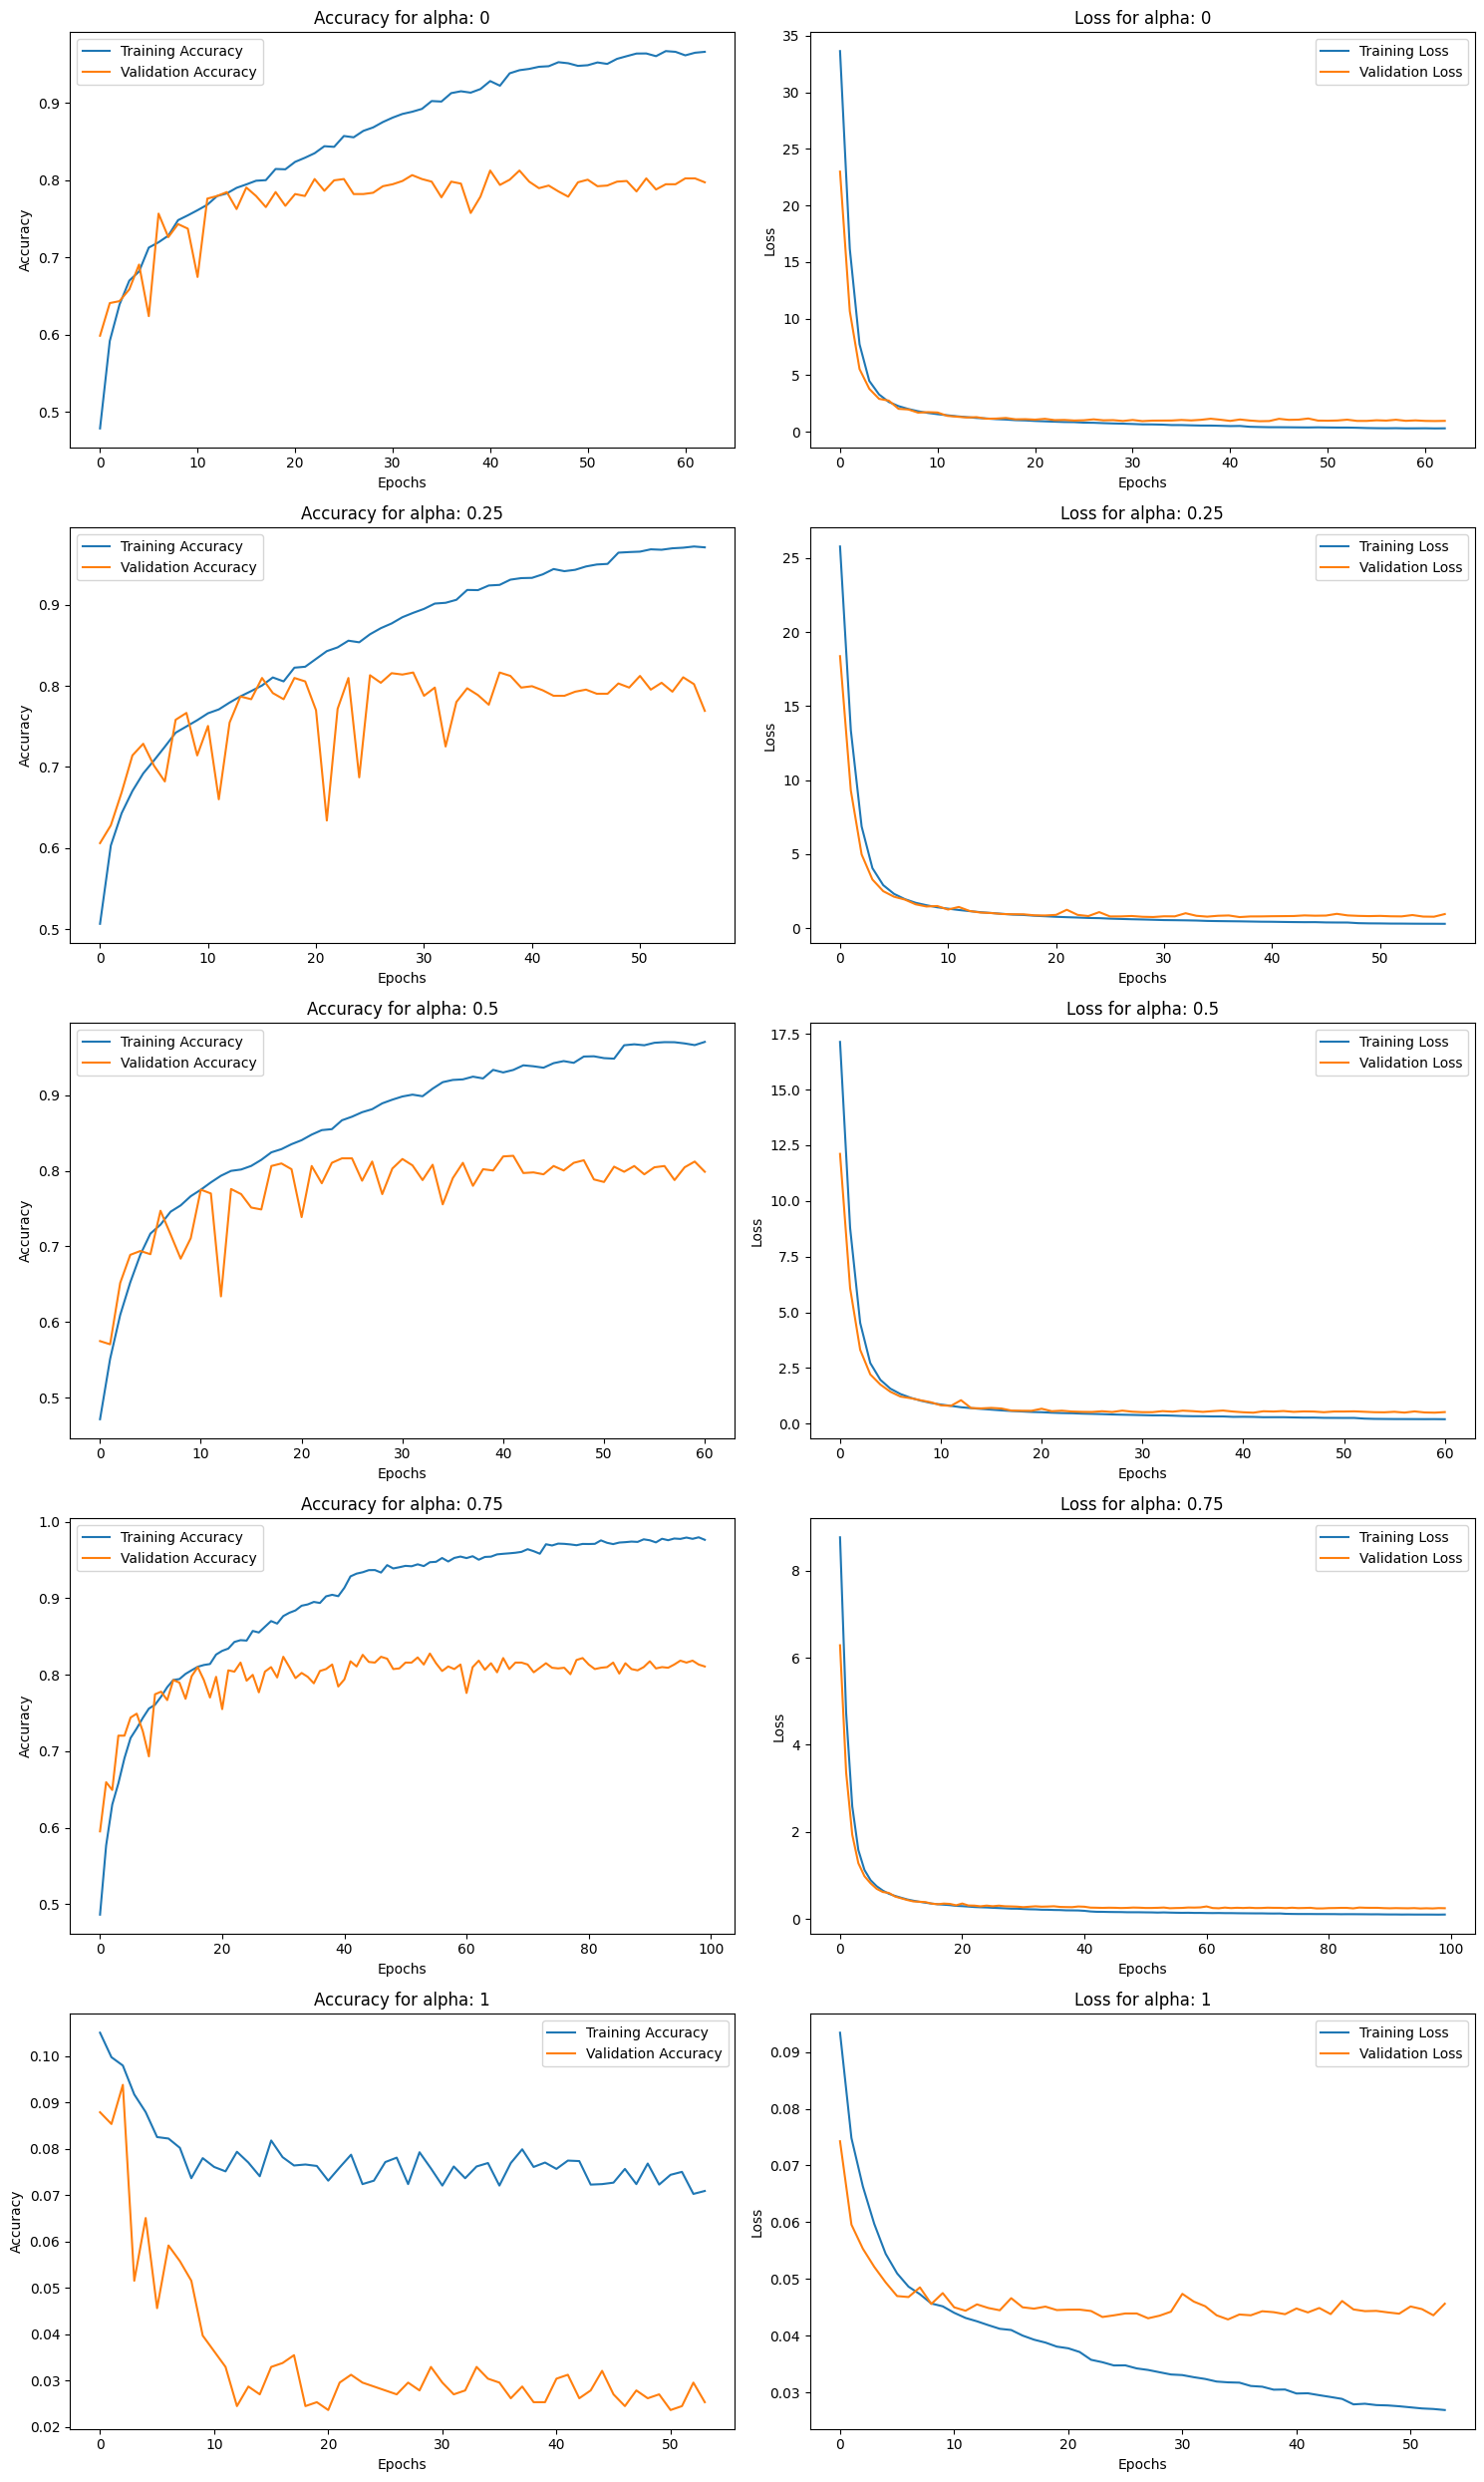 Accuracy for alpha: 0
Training Accuracy
Validation Accuracy
0.9
0.8
0.7
0.6
0.5
Accuracy
0 10 20 30 40 50 60
Epochs
Loss for alpha: 0
Training Loss
Validation Loss
35
30
25
20
15
10
5
0
Loss
0 10 20 30 40 50 60
Epochs
Accuracy for alpha: 0.25
Training Accuracy
Validation Accuracy
0.9
0.8
0.7
0.6
0.5
Accuracy
0 10 20 30 40 50
Epochs
Loss for alpha: 0.25
Training Loss
Validation Loss
25
20
15
10
5
0
Loss
0 10 20 30 40 50
Epochs
Accuracy for alpha: 0.5
Training Accuracy
Validation Accuracy
0.9
0.8
0.7
0.6
0.5
Accuracy
0 10 20 30 40 50 60
Epochs
Loss for alpha: 0.5
Training Loss
Validation Loss
17.5
15.0
12.5
10.0
7.5
5.0
2.5
0.0
Loss
0 10 20 30 40 50 60
Epochs
Accuracy for alpha: 0.75
Training Accuracy
Validation Accuracy
1.0
0.9
0.8
0.7
0.6
0.5
Accuracy
0 20 40 60 80 100
Epochs
Loss for alpha: 0.75
Training Loss
Validation Loss
8
6
4
2
0
Loss
0 20 40 60 80 100
Epochs
Accuracy for alpha: 1
Training Accuracy
Validation Accuracy
0.10
0.09
0.08
0.07
0.06
0.05
0.04
0.03
0.02
Accuracy
0 10 20 30 40 50
Epochs
Loss for alpha: 1
Training Loss
Validation Loss
0.09
0.08
0.07
0.06
0.05
0.04
0.03
Loss
0 10 20 30 40 50
Epochs